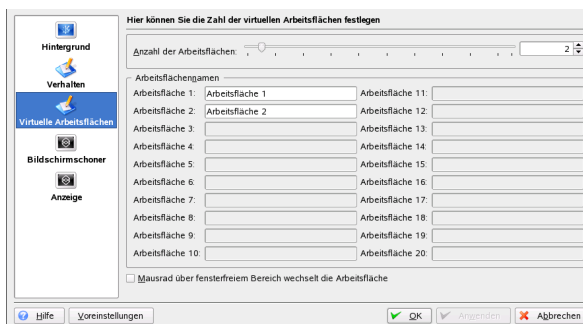 Hier können Sie die Zahl der virtuellen Arbeitsflächen festlegen
Hintergrund
Verhalten
Virtuelle Arbeitsflächen
Bildschirmschoner
Anzeige
Anzahl der Arbeitsflächen:
2
Arbeitsflächennamen
Arbeitsfläche 1: Arbeitsfläche 1 Arbeitsfläche 11:
Arbeitsfläche 2: Arbeitsfläche 2 Arbeitsfläche 12:
Arbeitsfläche 3: Arbeitsfläche 13:
Arbeitsfläche 4: Arbeitsfläche 14:
Arbeitsfläche 5: Arbeitsfläche 15:
Arbeitsfläche 6: Arbeitsfläche 16:
Arbeitsfläche 7: Arbeitsfläche 17:
Arbeitsfläche 8: Arbeitsfläche 18:
Arbeitsfläche 9: Arbeitsfläche 19:
Arbeitsfläche 10: Arbeitsfläche 20:
Mausrad über fensterfreiem Bereich wechselt die Arbeitsfläche
Hilfe Voreinstellungen OK Anwenden Abbrechen